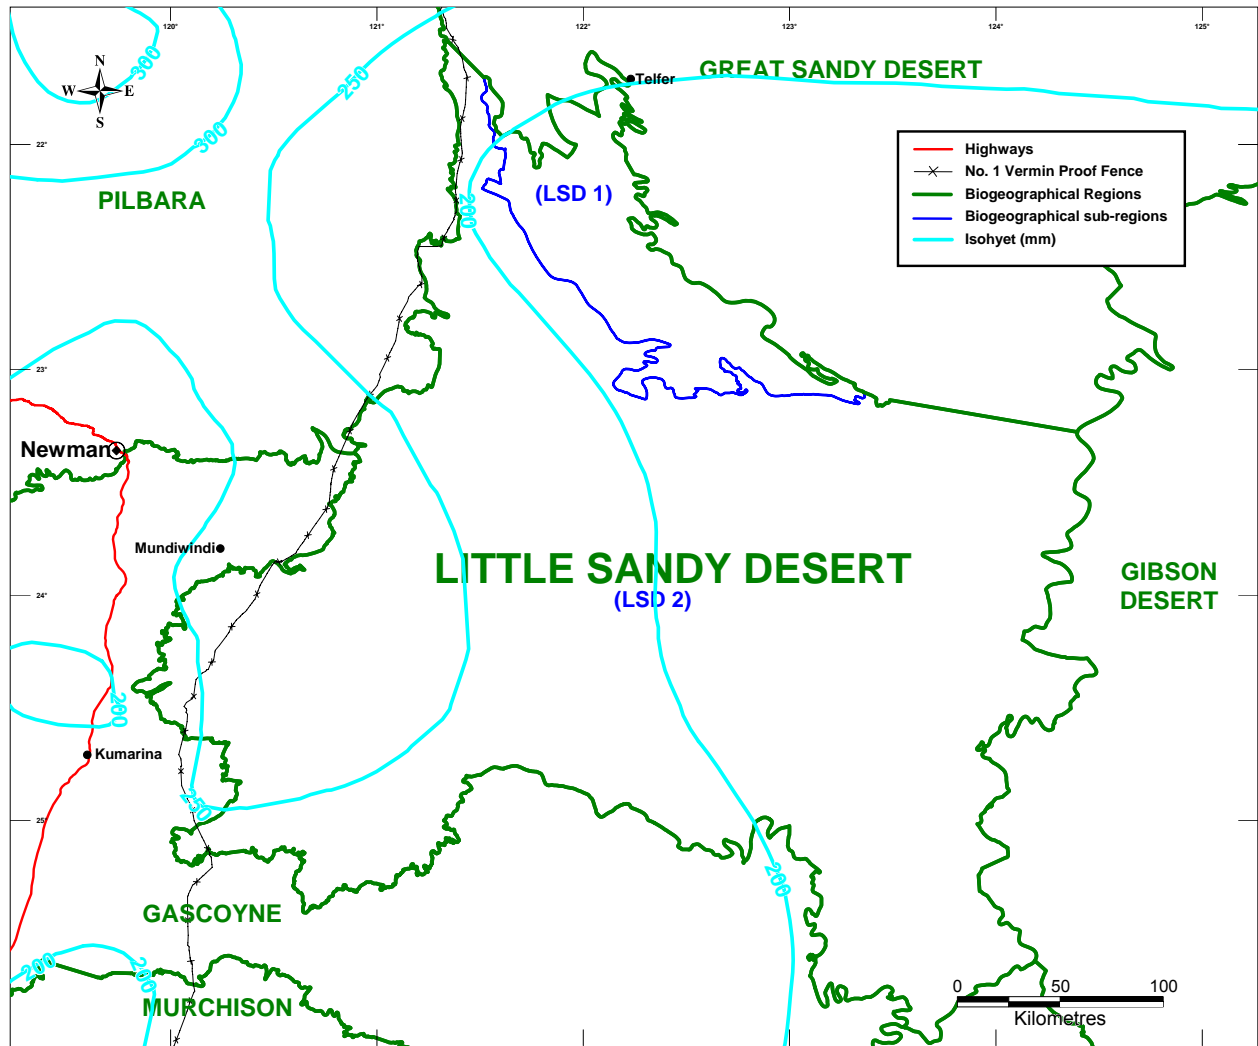 120°
121°
122°
123°
124°
125°
N
W E
S
300
250
300
Telfer
GREAT SANDY DESERT
22°
Highways
No. 1 Vermin Proof Fence
Biogeographical Regions
Biogeographical sub-regions
Isohyet (mm)
PILBARA
(LSD 1)
200
23°
Newman
Mundiwindi
LITTLE SANDY DESERT
(LSD 2)
GIBSON
DESERT
24°
200
Kumarina
250
25°
200
GASCOYNE
200
200
MURCHISON
0 50 100
Kilometres